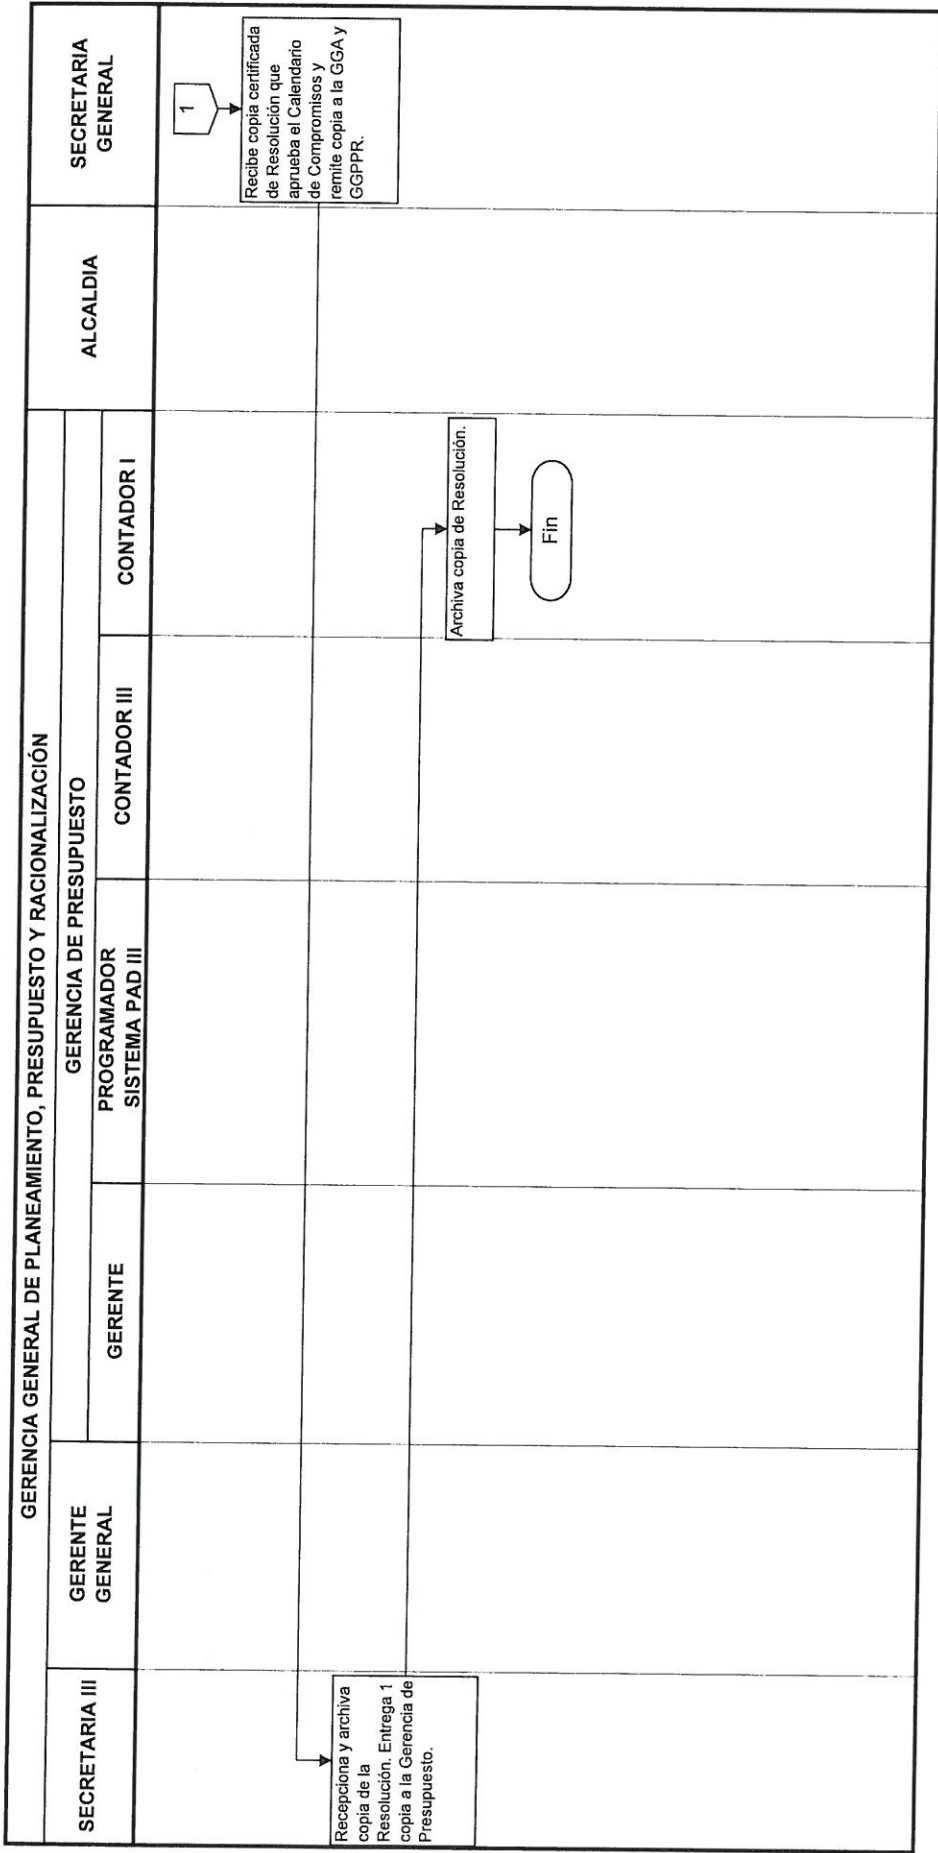 GERENCIA GENERAL DE PLANEAMIENTO, PRESUPUESTO Y RACIONALIZACIÓN
SECRETARIA III
GERENTE
GENERAL
GERENCIA DE PRESUPUESTO
GERENTE
PROGRAMADOR
SISTEMA PAD III
CONTADOR III
CONTADOR I
ALCALDIA
SECRETARIA
GENERAL
1
Recibe copia certificada
de Resolución que
aprueba el Calendario
de Compromisos y
remite copia a la GGA y
GGPPR.
Recepciona y archiva
copia de la
Resolución. Entrega 1
copia a la Gerencia de
Presupuesto.
Archiva copia de Resolución.
Fin